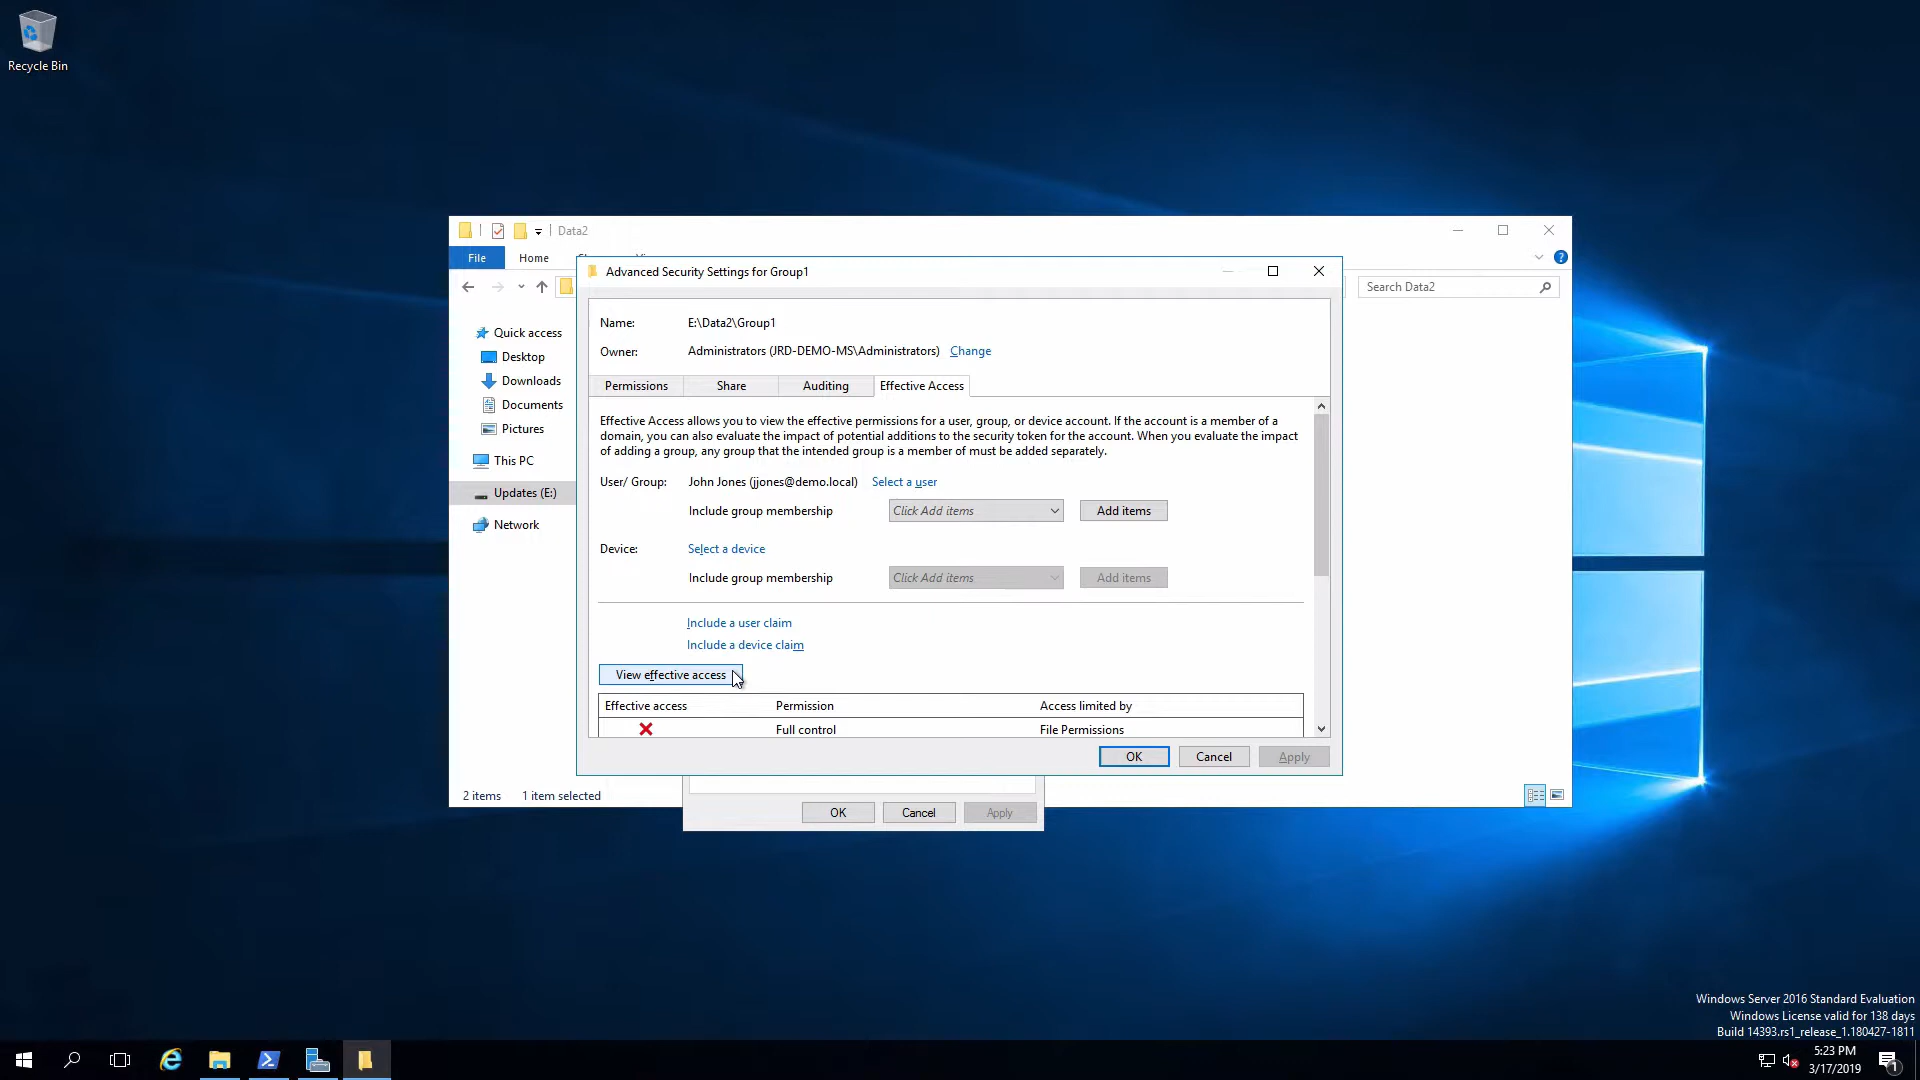 Recycle Bin
Data2
File
Home
Advanced Security Settings for Group1
Search Data2
Quick access
Desktop
Downloads
Documents
Pictures
This PC
Updates (E:)
Network
Name: E:\Data2\Group1
Owner: Administrators (JRD-DEMO-MS\Administrators) Change
Permissions Share Auditing Effective Access
Effective Access allows you to view the effective permissions for a user, group, or device account. If the account is a member of a
domain, you can also evaluate the impact of potential additions to the security token for the account. When you evaluate the impact
of adding a group, any group that the intended group is a member of must be added separately.
User/ Group: John Jones (jjones@demo.local) Select a user
Include group membership Click Add items Add items
Device: Select a device
Include group membership Click Add items Add items
Include a user claim
Include a device claim
View effective access
Effective access Permission Access limited by
Full control File Permissions
OK Cancel Apply
2 items 1 item selected
OK Cancel Apply
Windows Server 2016 Standard Evaluation
Windows License valid for 138 days
Build 14393.rs1_release_1.180427-1811
5:23 PM
3/17/2019
1